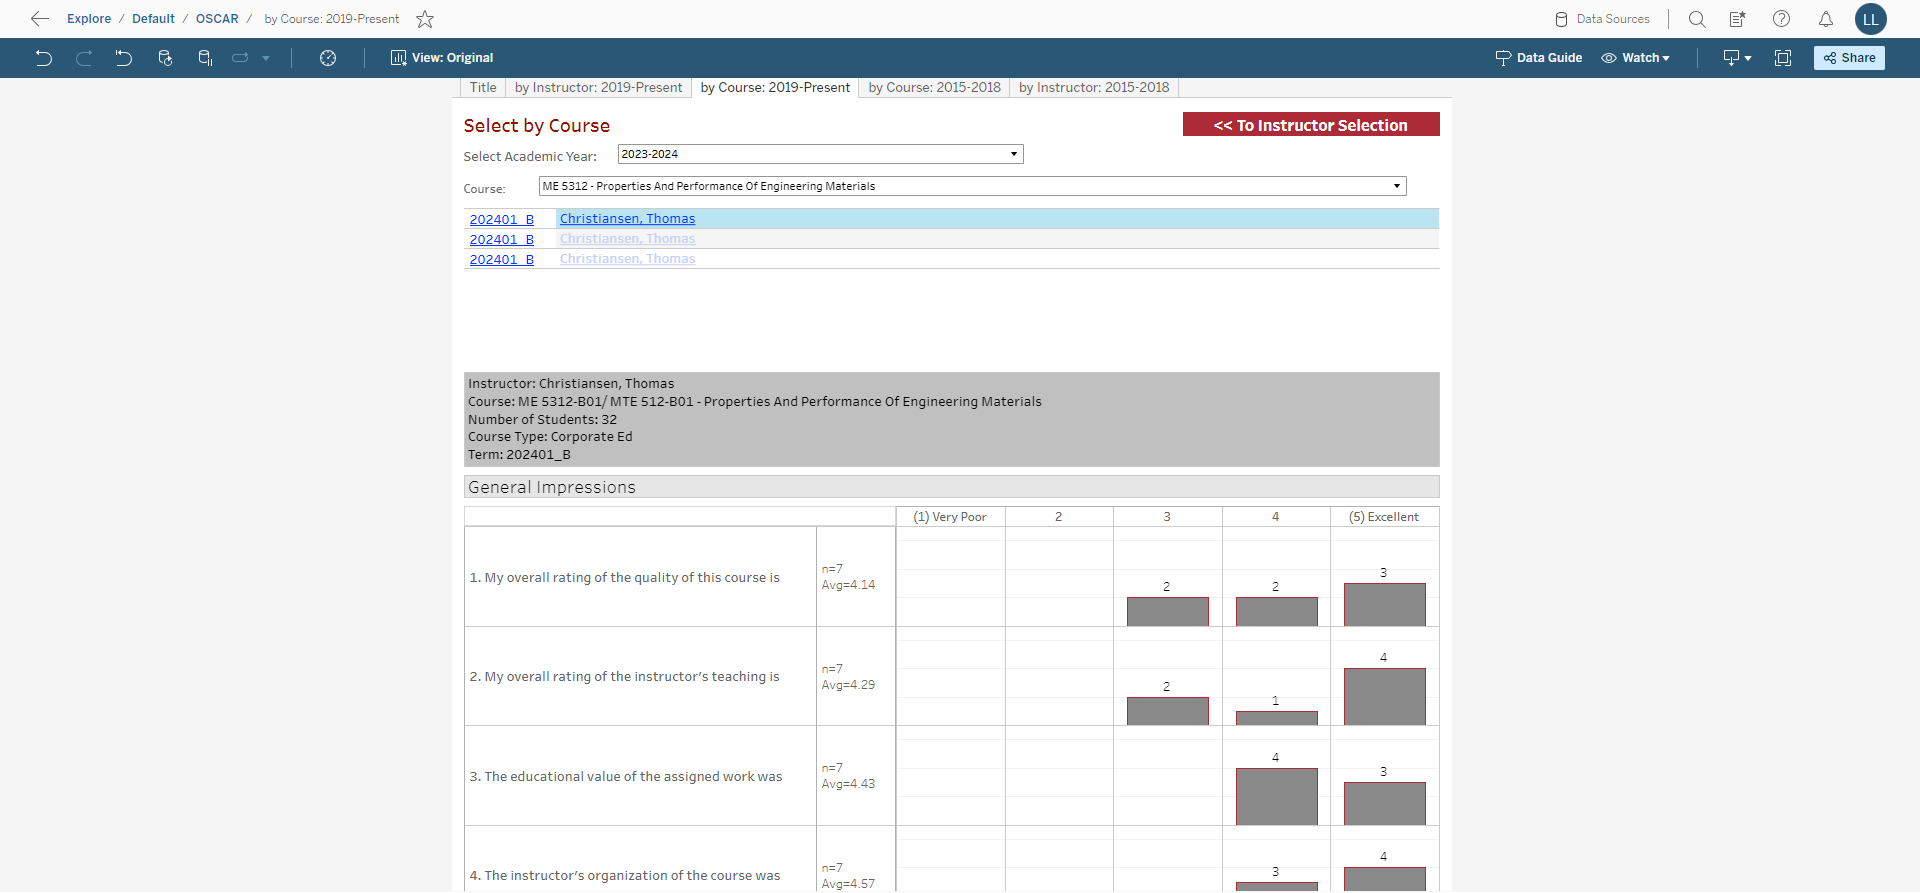 Explore / Default / OSCAR / by Course: 2019-Present
Data Sources
LL
View: Original
Data Guide
Watch
Share
Title
by Instructor: 2019-Present
by Course: 2019-Present
by Course: 2015-2018
by Instructor: 2015-2018
Select by Course
<< To Instructor Selection
Select Academic Year:
2023-2024
Course:
ME 5312 - Properties And Performance Of Engineering Materials
202401_B Christiansen, Thomas
202401_B Christiansen, Thomas
202401_B Christiansen, Thomas
Instructor: Christiansen, Thomas
Course: ME 5312-B01/ MTE 512-B01 - Properties And Performance Of Engineering Materials
Number of Students: 32
Course Type: Corporate Ed
Term: 202401_B
General Impressions
(1) Very Poor 2 3 4 (5) Excellent
1. My overall rating of the quality of this course is
n=7
Avg=4.14
2 2 3
2. My overall rating of the instructor's teaching is
n=7
Avg=4.29
2 1 4
3. The educational value of the assigned work was
n=7
Avg=4.43
4 3
4. The instructor's organization of the course was
n=7
Avg=4.57
3 4